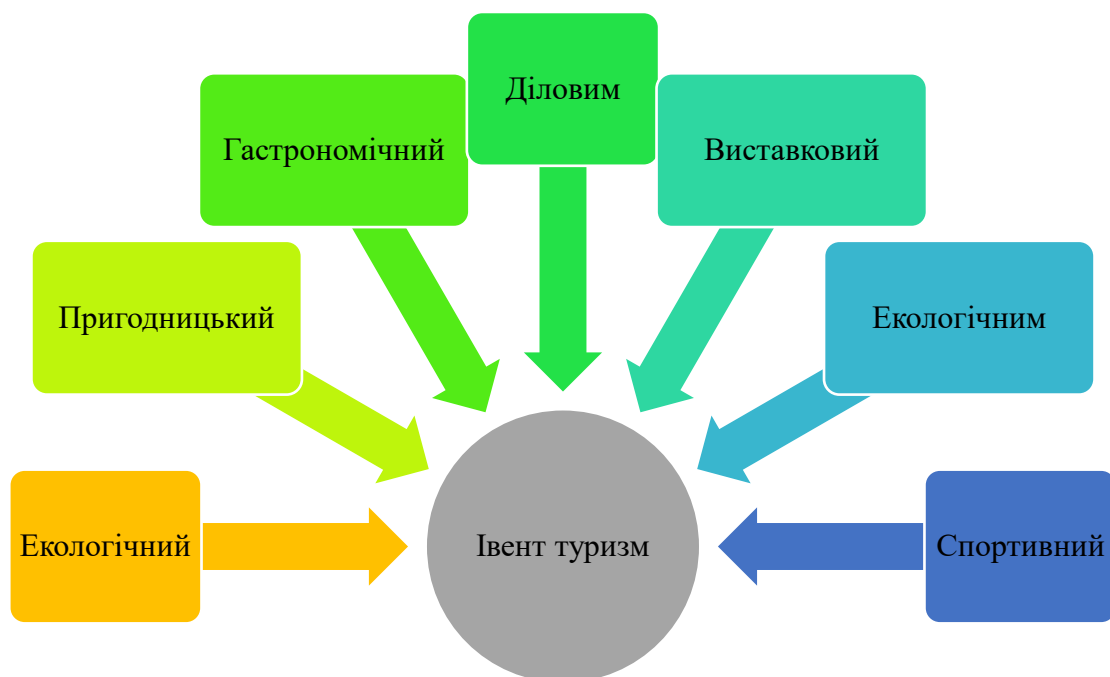 Діловим
Гастрономічний
Виставковий
Пригодницький
Екологічним
Екологічний
Івент туризм
Спортивний